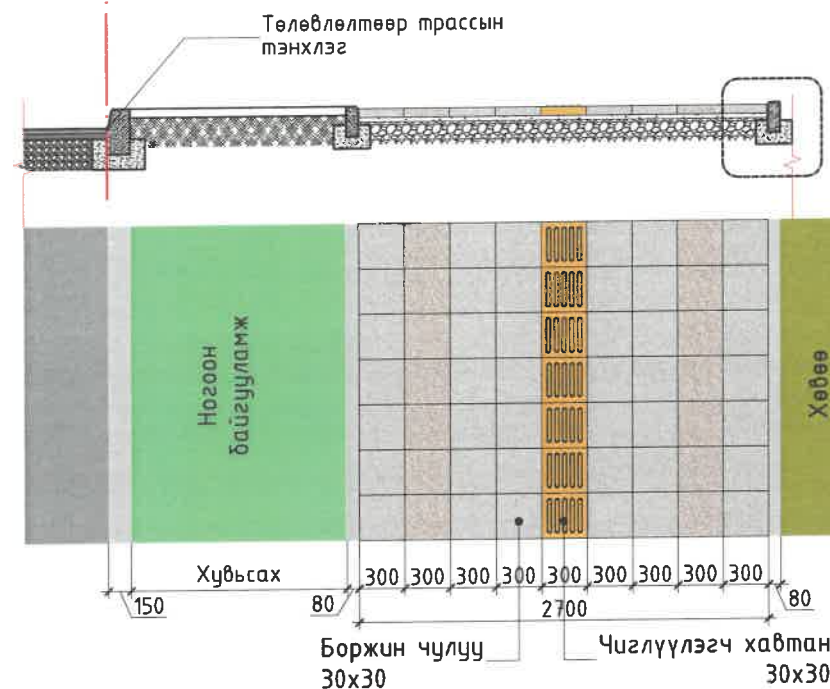 Төлөвлөлтөөр трассын
тэнхлэг
Ногоон
байгууламж
Хөвөө
Хувьсах
300 300 300 300 300 300 300 300 300
150
80
2700
80
Боржин чулуу
30x30
Чиглүүлэгч хавтан
30x30